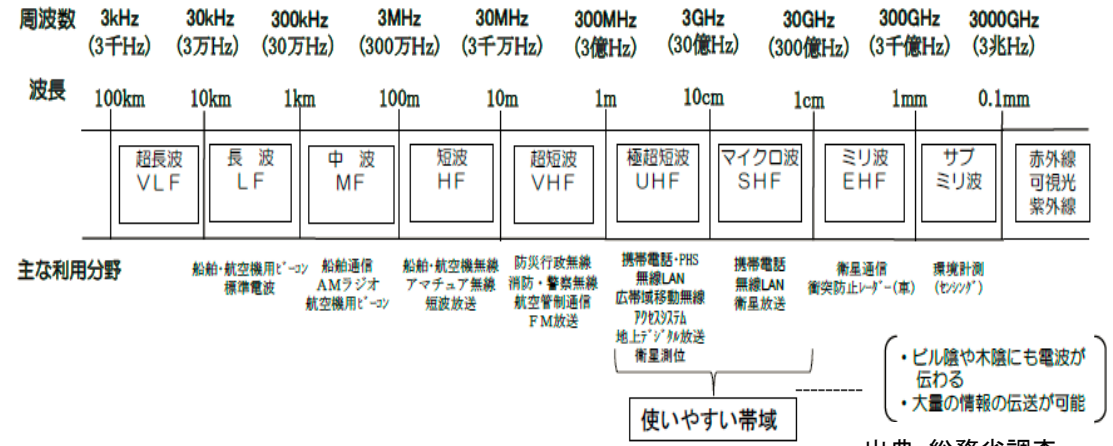 周波数 3kHz 30kHz 300kHz 3MHz 30MHz 300MHz 3GHz 30GHz 300GHz 3000GHz
(3千Hz) (3万Hz) (30万Hz) (300万Hz) (3千万Hz) (3億Hz) (30億Hz) (300億Hz) (3千億Hz) (3兆Hz)
波長 100km 10km 1km 100m 10m 1m 10cm 1cm 1mm 0.1mm
超長波
VLF
長 波
LF
中 波
MF
短波
HF
超短波
VHF
極超短波
UHF
マイクロ波
SHF
ミリ波
EHF
サブ
ミリ波
赤外線
可視光
紫外線
主な利用分野
船舶・航空機用ビーコン
標準電波
船舶通信
AMラジオ
航空機用ビーコン
船舶・航空機無線
アマチュア無線
短波放送
防災行政無線
消防・警察無線
航空管制通信
FM放送
携帯電話・PHS
無線LAN
広帯域移動無線
アクセスシステム
地上デジタル放送
衛星測位
携帯電話
無線LAN
衛星放送
衛星通信
衝突防止レーダー(車)
環境計測
(センシング)
使いやすい帯域
・ビル陰や木陰にも電波が
伝わる
・大量の情報の伝送が可能